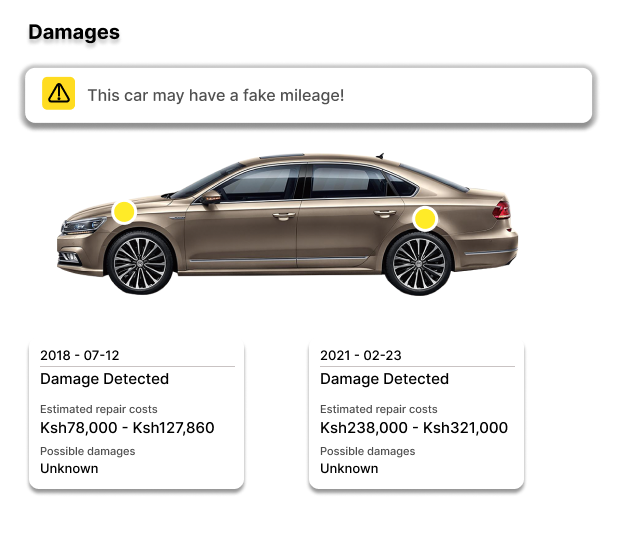 Damages
This car may have a fake mileage!
2018 - 07-12
Damage Detected
Estimated repair costs
Ksh78,000 - Ksh127,860
Possible damages
Unknown
2021 - 02-23
Damage Detected
Estimated repair costs
Ksh238,000 - Ksh321,000
Possible damages
Unknown